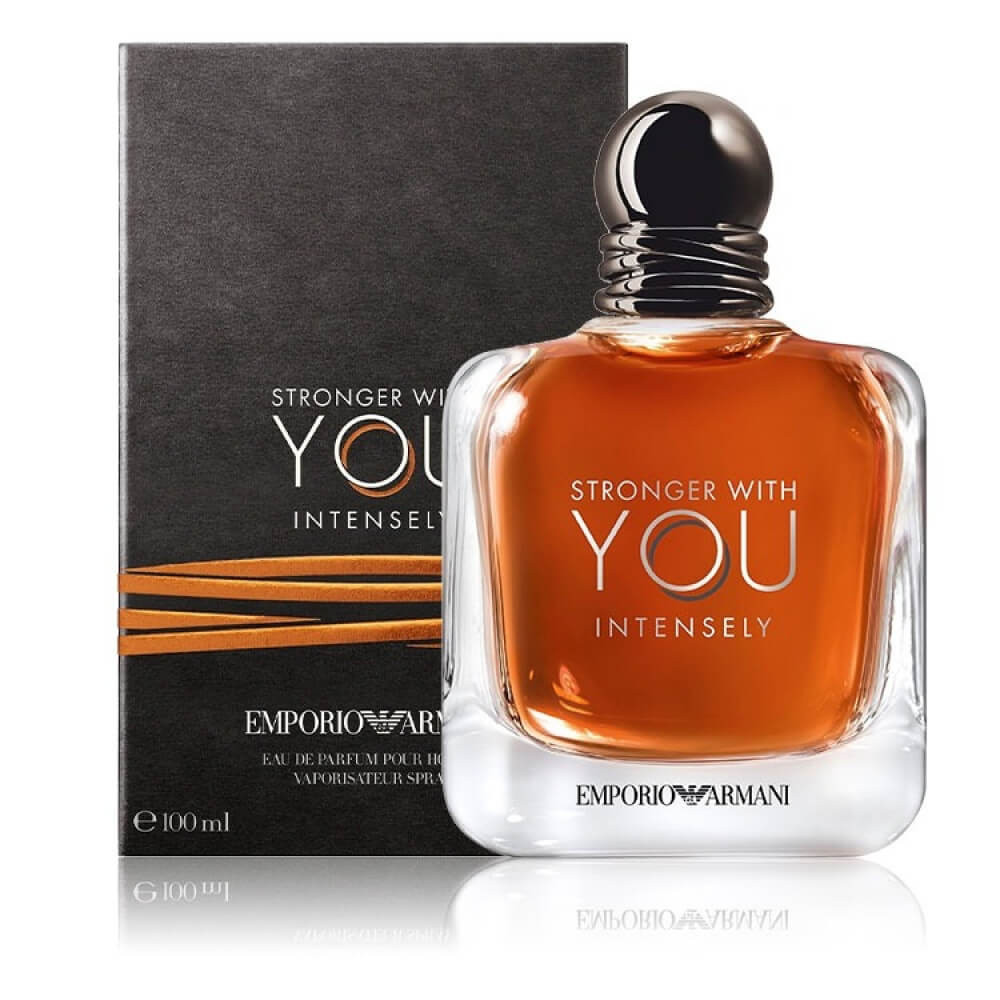 STRONGER WI
YOU
INTENSELY
EMPORIO ARM
EAU DE PARFUM POUR HO
VAPORISATEUR SPRA
e 100 ml
STRONGER WITH
YOU
INTENSELY
EMPORIO ARMANI